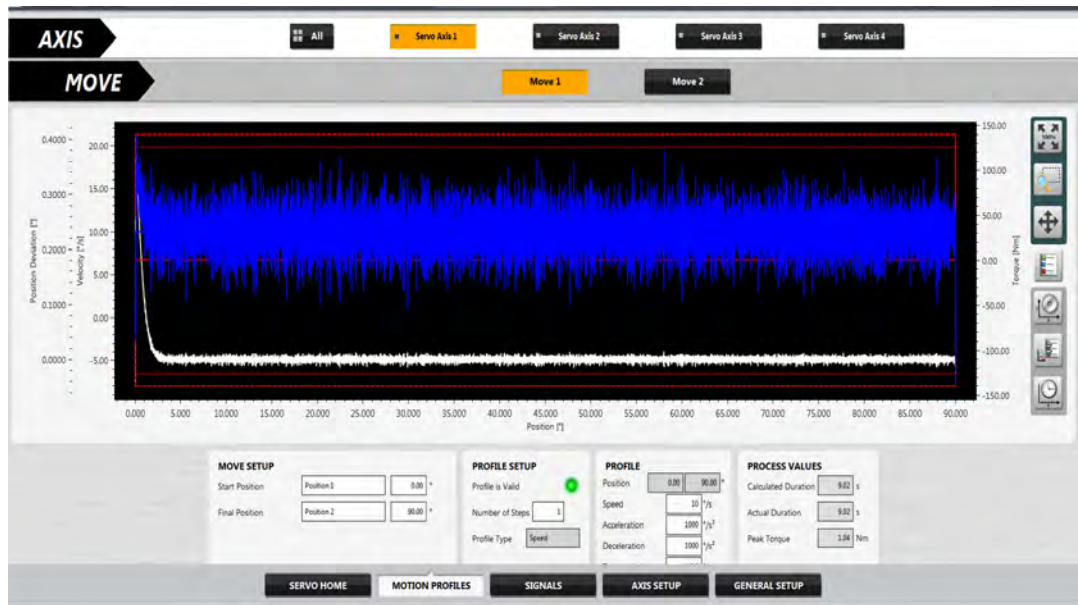 AXIS
All
Servo Axis 1
Servo Axis 2
Servo Axis 3
Servo Axis 4
MOVE
Move 1
Move 2
Position Deviation [°]
0.4000
0.3000
0.2000
0.1000
0.0000
Velocity [°/s]
20.00
15.00
10.00
5.00
0.00
-5.00
150.00
100.00
50.00
0.00
-50.00
-100.00
-150.00
Torque [Nm]
100%
0.000 5.000 10.000 15.000 20.000 25.000 30.000 35.000 40.000 45.000 50.000 55.000 60.000 65.000 70.000 75.000 80.000 85.000 90.000
Position [°]
MOVE SETUP
Start Position Position 1 0.00 °
Final Position Position 2 90.00 °
PROFILE SETUP
Profile is Valid
Number of Steps 1
Profile Type Speed
PROFILE
Position 0.00 90.00 °
Speed 10 °/s
Acceleration 1000 °/s²
Deceleration 1000 °/s²
PROCESS VALUES
Calculated Duration 9.02 s
Actual Duration 9.02 s
Peak Torque 1.04 Nm
SERVO HOME
MOTION PROFILES
SIGNALS
AXIS SETUP
GENERAL SETUP